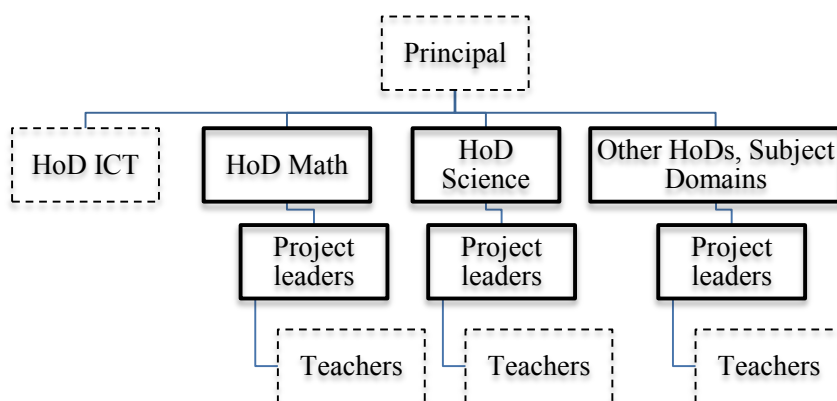 Principal
HoD ICT
HoD Math
HoD
Science
Other HoDs, Subject
Domains
Project
leaders
Project
leaders
Project
leaders
Teachers
Teachers
Teachers